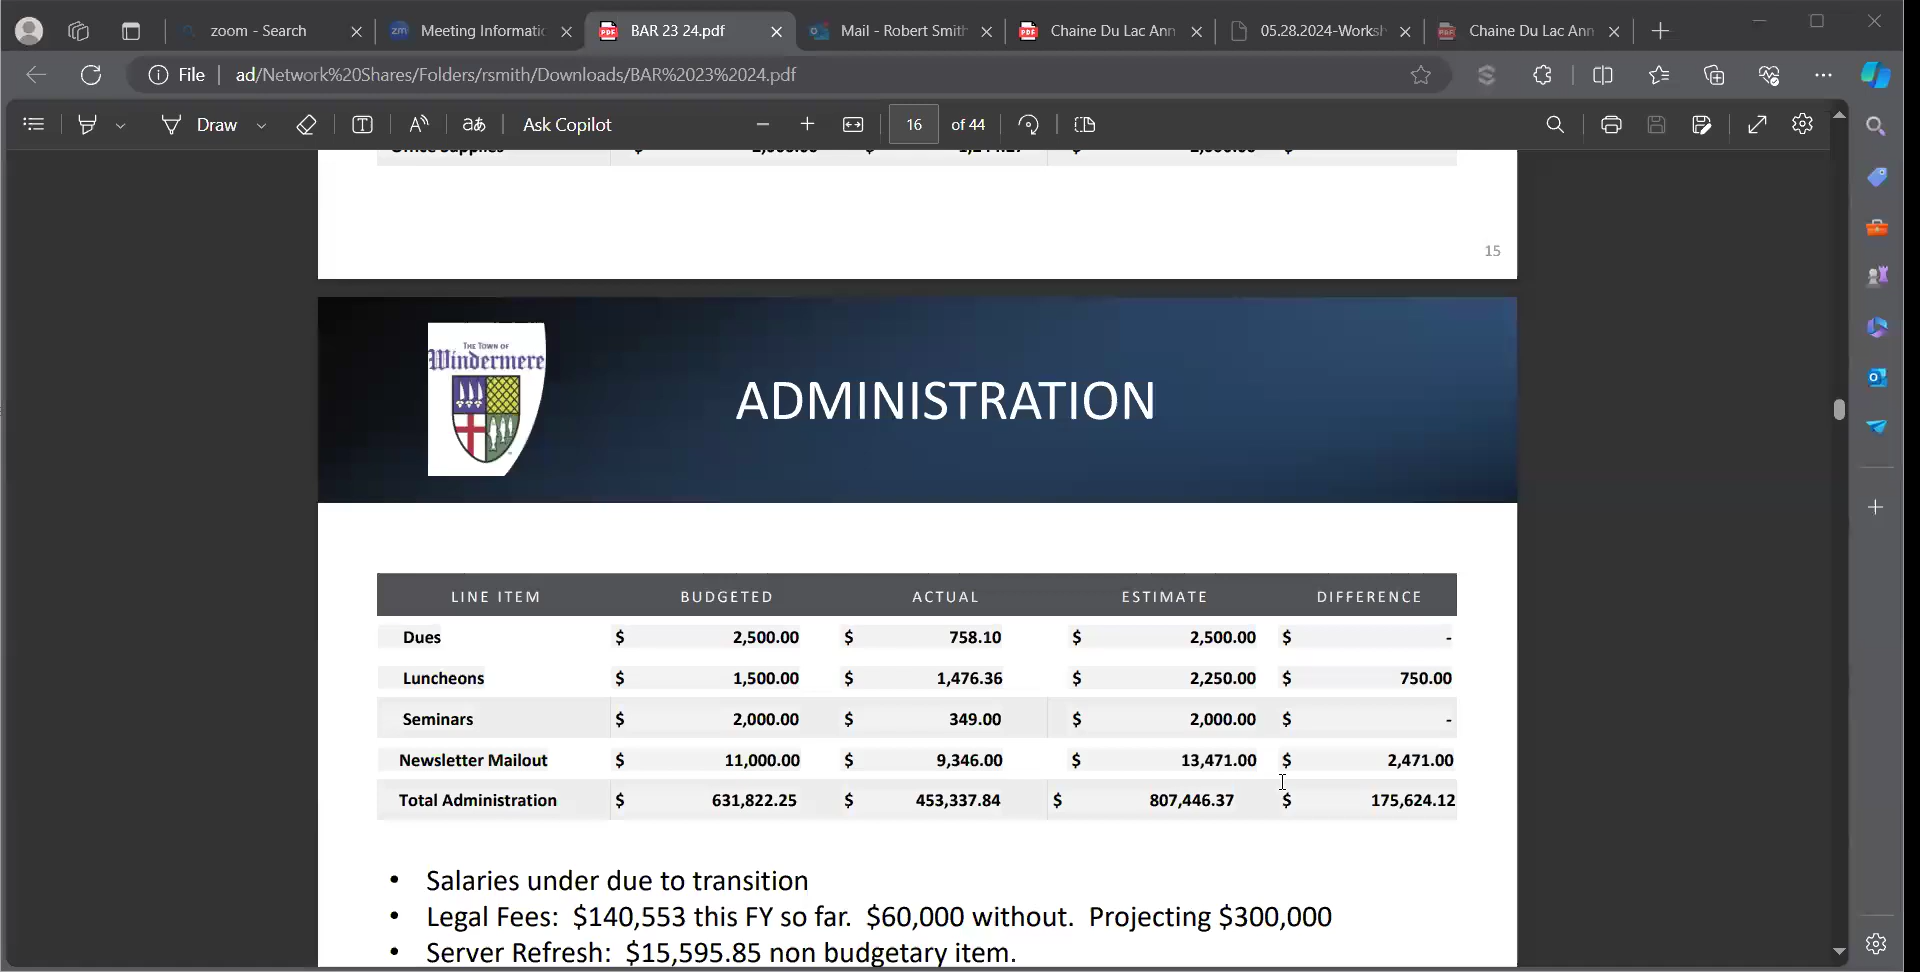 zoom - Search
Meeting Informati
BAR 23 24.pdf
Mail - Robert Smith
Chaine Du Lac Ann
05.28.2024-Worksh
Chaine Du Lac Ann
File ad/Network%20Shares/Folders/rsmith/Downloads/BAR%2023%2024.pdf
Draw
Ask Copilot
16 of 44
Office Supplies
15
THE TOWN OF
Windermere
ADMINISTRATION
LINE ITEM BUDGETED ACTUAL ESTIMATE DIFFERENCE
Dues $ 2,500.00 $ 758.10 $ 2,500.00 $ -
Luncheons $ 1,500.00 $ 1,476.36 $ 2,250.00 $ 750.00
Seminars $ 2,000.00 $ 349.00 $ 2,000.00 $ -
Newsletter Mailout $ 11,000.00 $ 9,346.00 $ 13,471.00 $ 2,471.00
Total Administration $ 631,822.25 $ 453,337.84 $ 807,446.37 $ 175,624.12
• Salaries under due to transition
• Legal Fees: $140,553 this FY so far. $60,000 without. Projecting $300,000
• Server Refresh: $15,595.85 non budgetary item.